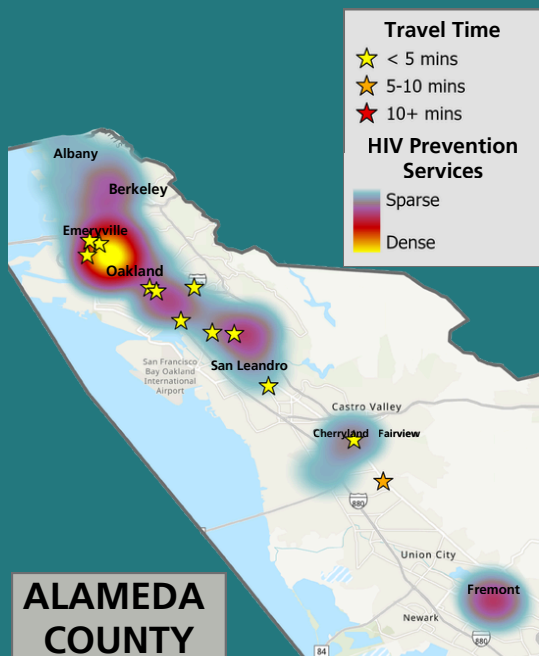 Travel Time
< 5 mins
5-10 mins
10+ mins
HIV Prevention
Services
Sparse
Dense
Albany
Berkeley
Emeryville
Oakland
San Francisco
Bay Oakland
International
Airport
San Leandro
Castro Valley
Cherryland Fairview
880
Union City
Fremont
Newark
880
84
ALAMEDA
COUNTY